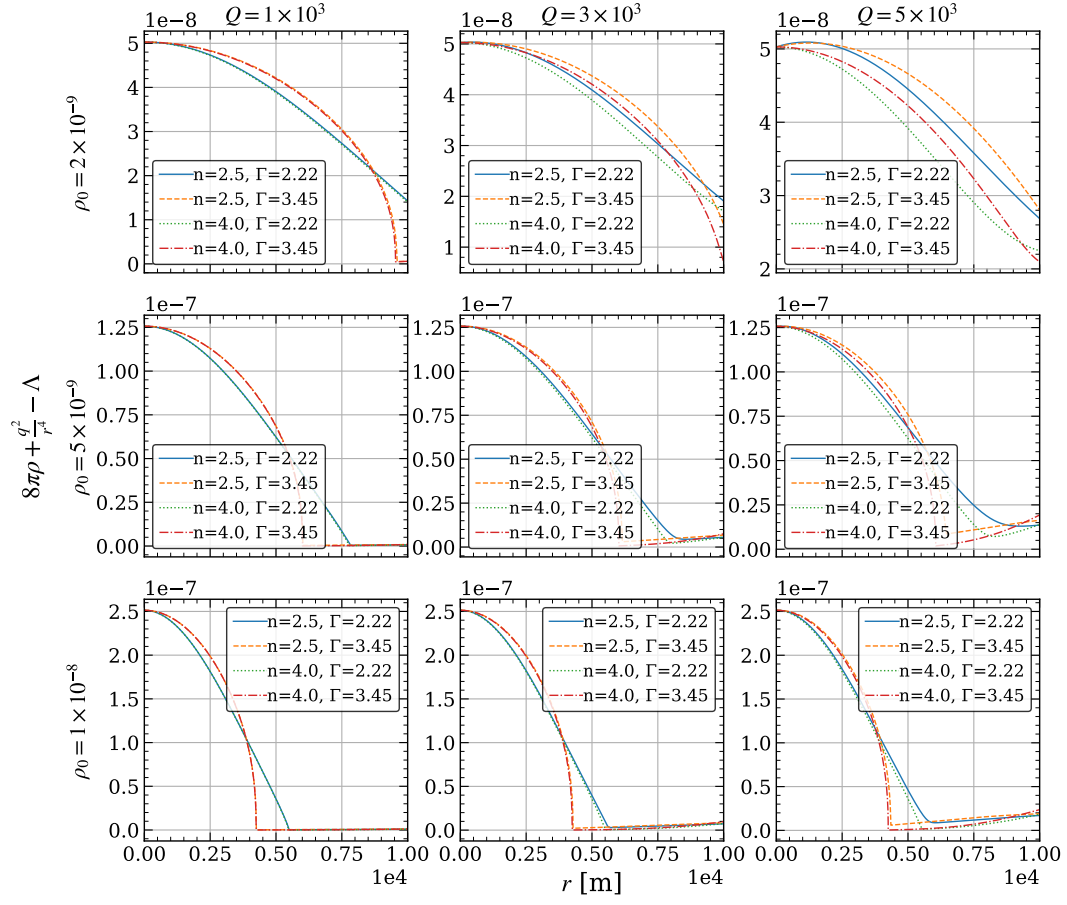 Q = 1 × 10³ Q = 3 × 10³ Q = 5 × 10³
1e−8 1e−8 1e−8
ρ₀ = 2 × 10⁻⁹
5 4 3 2 1 0
n=2.5, Γ=2.22
n=2.5, Γ=3.45
n=4.0, Γ=2.22
n=4.0, Γ=3.45
5 4 3 2 1
n=2.5, Γ=2.22
n=2.5, Γ=3.45
n=4.0, Γ=2.22
n=4.0, Γ=3.45
5 4 3 2
n=2.5, Γ=2.22
n=2.5, Γ=3.45
n=4.0, Γ=2.22
n=4.0, Γ=3.45
1e−7 1e−7 1e−7
8πρ + q²/r⁴ − Λ
ρ₀ = 5 × 10⁻⁹
1.25 1.00 0.75 0.50 0.25 0.00
n=2.5, Γ=2.22
n=2.5, Γ=3.45
n=4.0, Γ=2.22
n=4.0, Γ=3.45
1.25 1.00 0.75 0.50 0.25 0.00
n=2.5, Γ=2.22
n=2.5, Γ=3.45
n=4.0, Γ=2.22
n=4.0, Γ=3.45
1.25 1.00 0.75 0.50 0.25 0.00
n=2.5, Γ=2.22
n=2.5, Γ=3.45
n=4.0, Γ=2.22
n=4.0, Γ=3.45
1e−7 1e−7 1e−7
ρ₀ = 1 × 10⁻⁸
2.5 2.0 1.5 1.0 0.5 0.0
n=2.5, Γ=2.22
n=2.5, Γ=3.45
n=4.0, Γ=2.22
n=4.0, Γ=3.45
2.5 2.0 1.5 1.0 0.5 0.0
n=2.5, Γ=2.22
n=2.5, Γ=3.45
n=4.0, Γ=2.22
n=4.0, Γ=3.45
2.5 2.0 1.5 1.0 0.5 0.0
n=2.5, Γ=2.22
n=2.5, Γ=3.45
n=4.0, Γ=2.22
n=4.0, Γ=3.45
0.00 0.25 0.50 0.75 1.00 0.00 0.25 0.50 0.75 1.00 0.00 0.25 0.50 0.75 1.00
1e4 1e4 1e4
r [m]